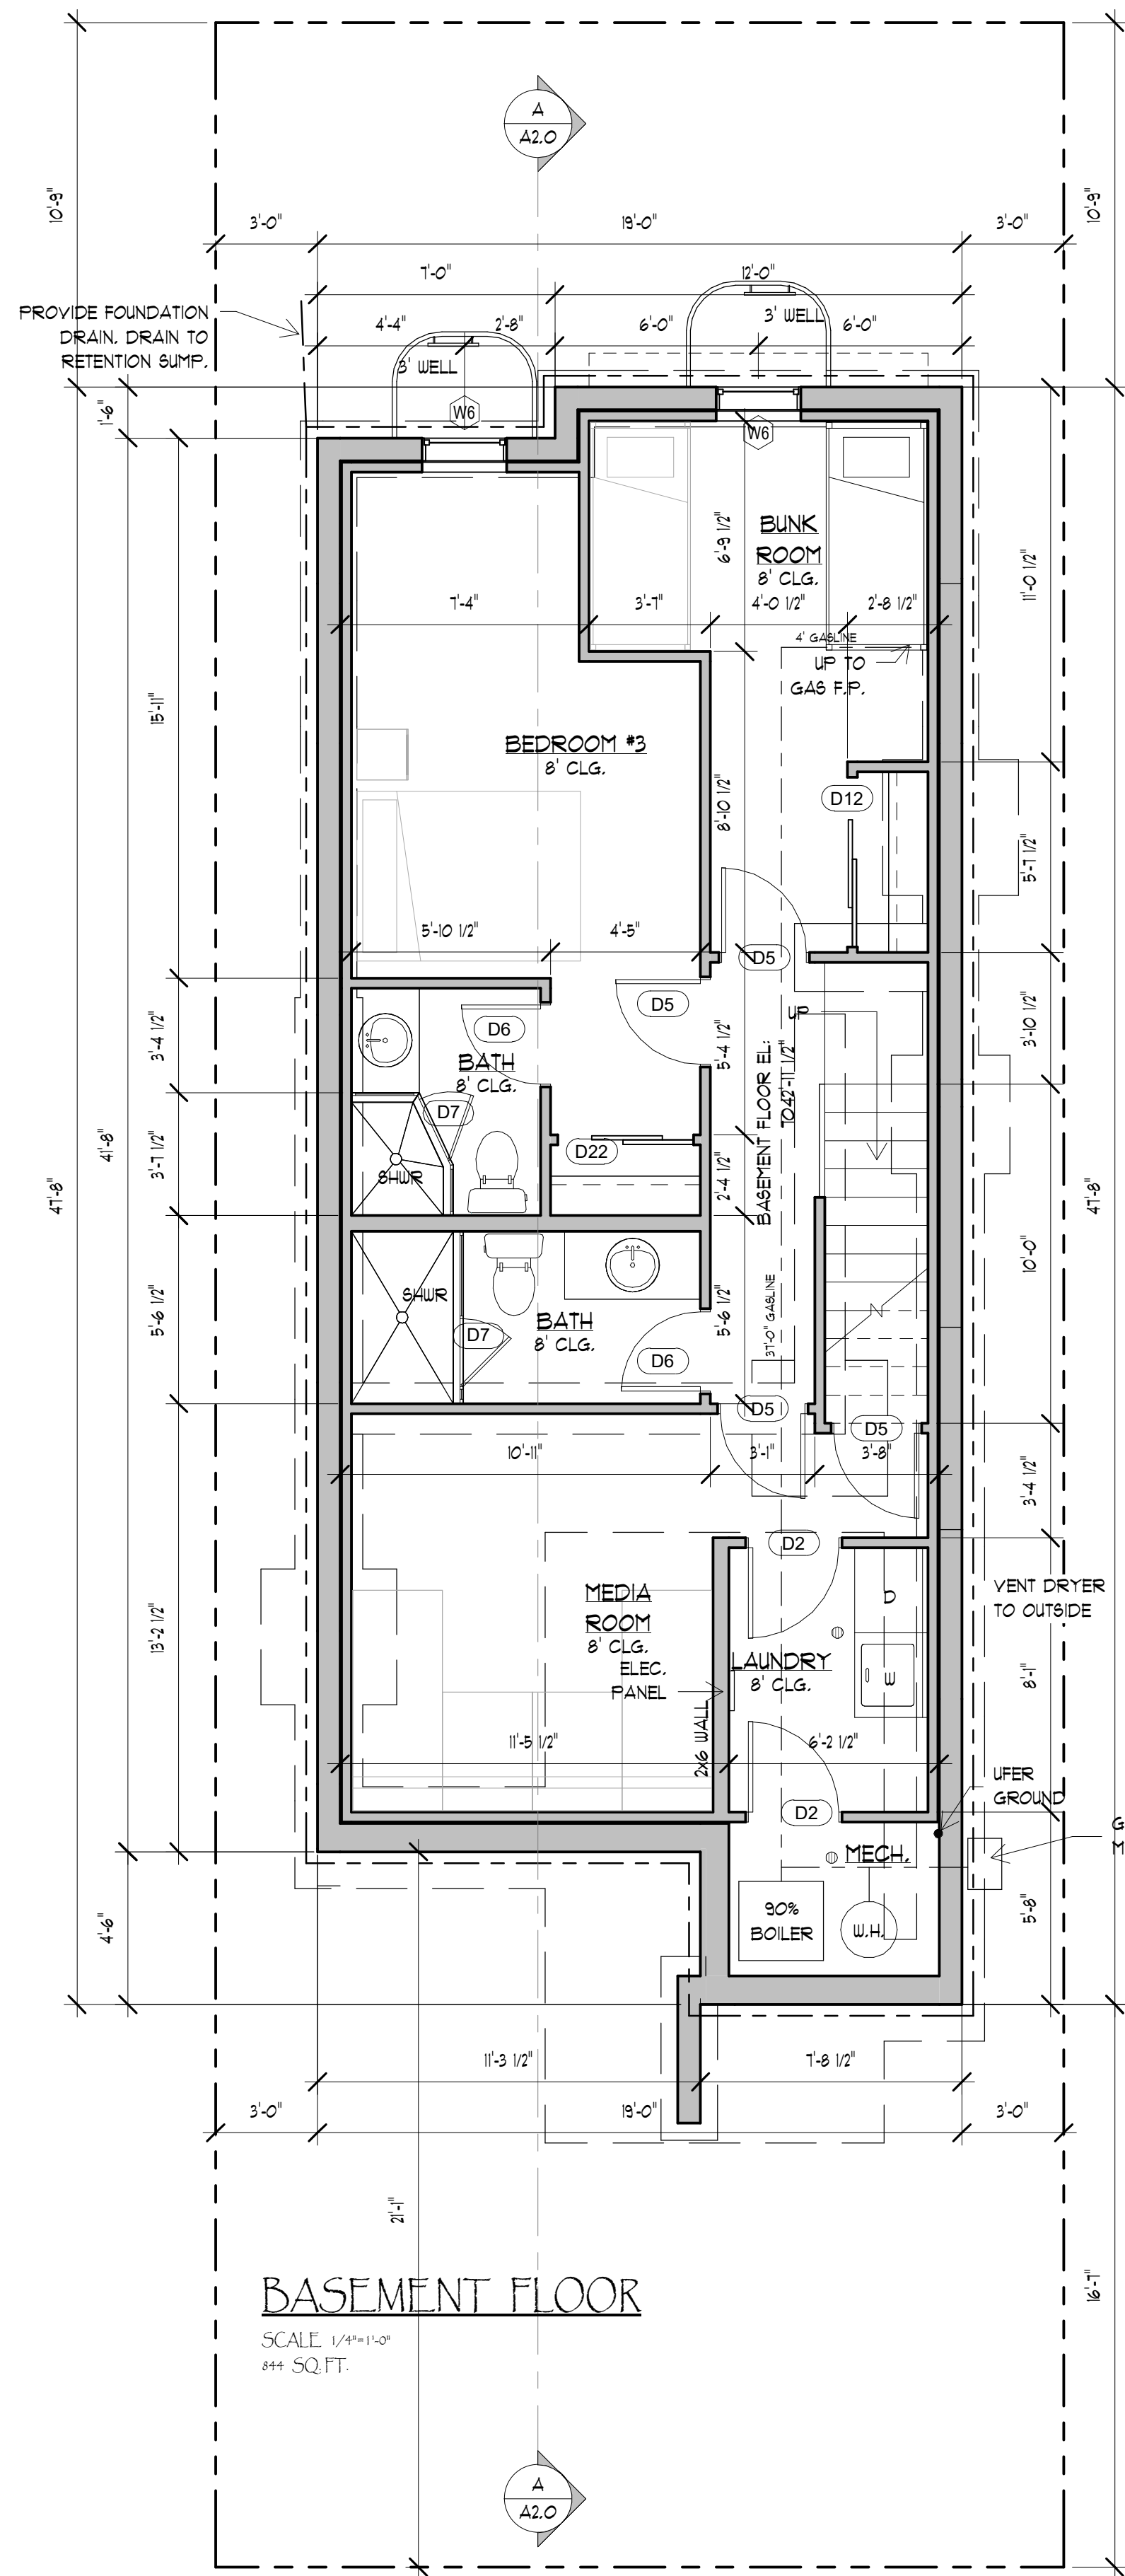 A
A2.0
10'-9"
10'-9"
3'-0"
19'-0"
3'-0"
7'-0"
12'-0"
PROVIDE FOUNDATION
DRAIN. DRAIN TO
RETENTION SUMP.
4'-4"
2'-8"
6'-0"
3' WELL
6'-0"
3' WELL
1'-6"
W6
W6
BUNK
ROOM
8' CLG.
6'-9 1/2"
11'-0 1/2"
7'-4"
3'-7"
4'-0 1/2"
2'-8 1/2"
4' GASLINE
UP TO
GAS F.P.
15'-11"
BEDROOM #3
8' CLG.
D12
8'-10 1/2"
5'-7 1/2"
5'-10 1/2"
4'-5"
D5
D5
D6
UP
3'-4 1/2"
BATH
8' CLG.
5'-4 1/2"
BASEMENT FLOOR EL:
7042'-11 1/2"
3'-10 1/2"
D7
41'-8"
47'-8"
3'-7 1/2"
D22
SHWR
2'-4 1/2"
47'-8"
10'-0"
SHWR
5'-6 1/2"
5'-6 1/2"
37'-0" GASLINE
BATH
8' CLG.
D7
D6
D5
D5
10'-11"
3'-1"
3'-8"
3'-4 1/2"
D2
VENT DRYER
TO OUTSIDE
MEDIA
ROOM
8' CLG.
D
13'-2 1/2"
ELEC.
PANEL
LAUNDRY
8' CLG.
W
8'-1"
2x6 WALL
11'-5 1/2"
6'-2 1/2"
UFER
GROUND
D2
G
M
MECH.
90%
BOILER
W.H.
4'-6"
5'-8"
11'-3 1/2"
7'-8 1/2"
3'-0"
19'-0"
3'-0"
21'-1"
16'-7"
BASEMENT FLOOR
SCALE 1/4"=1'-0"
844 SQ. FT.
A
A2.0